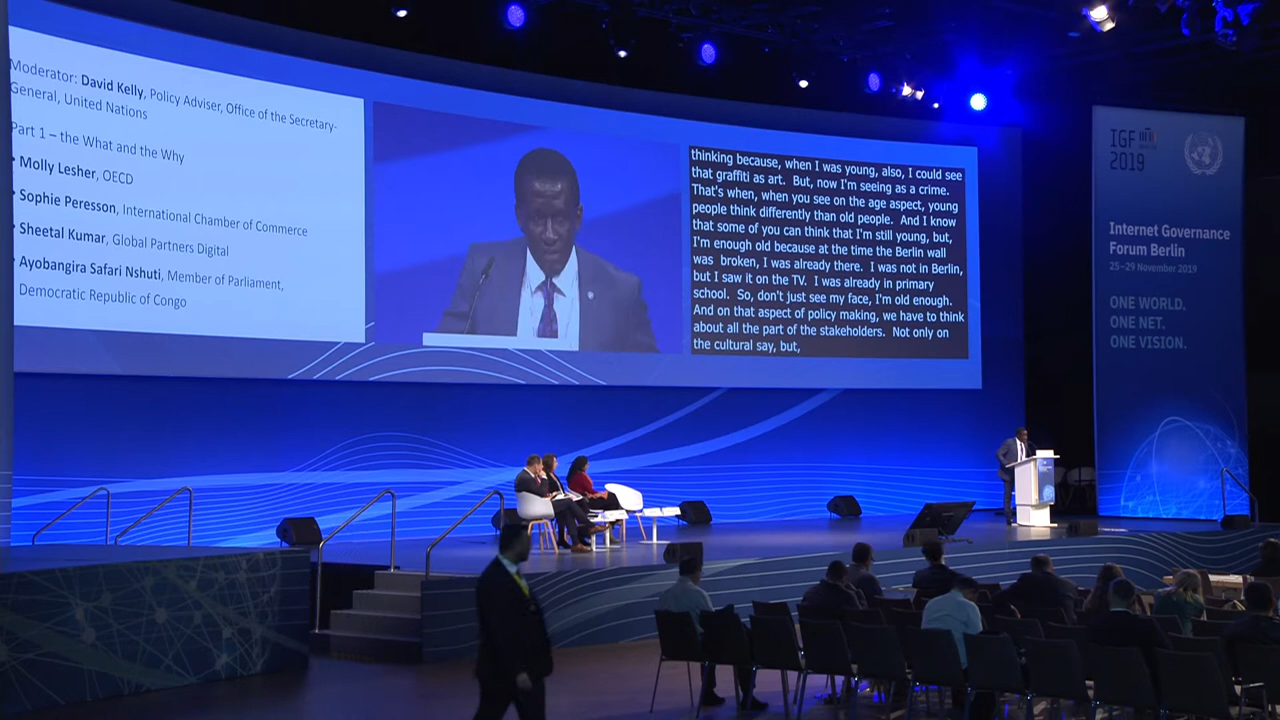 Moderator: David Kelly, Policy Adviser, Office of the Secretary-
General, United Nations
Part 1 – the What and the Why
• Molly Lesher, OECD
• Sophie Peresson, International Chamber of Commerce
• Sheetal Kumar, Global Partners Digital
• Ayobangira Safari Nshuti, Member of Parliament,
Democratic Republic of Congo
thinking because, when I was young, also, I could see
that graffiti as art. But, now I'm seeing as a crime.
That's when, when you see on the age aspect, young
people think differently than old people. And I know
that some of you can think that I'm still young, but,
I'm enough old because at the time the Berlin wall
was broken, I was already there. I was not in Berlin,
but I saw it on the TV. I was already in primary
school. So, don't just see my face, I'm old enough.
And on that aspect of policy making, we have to think
about all the part of the stakeholders. Not only on
the cultural say, but,
IGF
2019
Internet Governance
Forum Berlin
25–29 November 2019
ONE WORLD.
ONE NET.
ONE VISION.